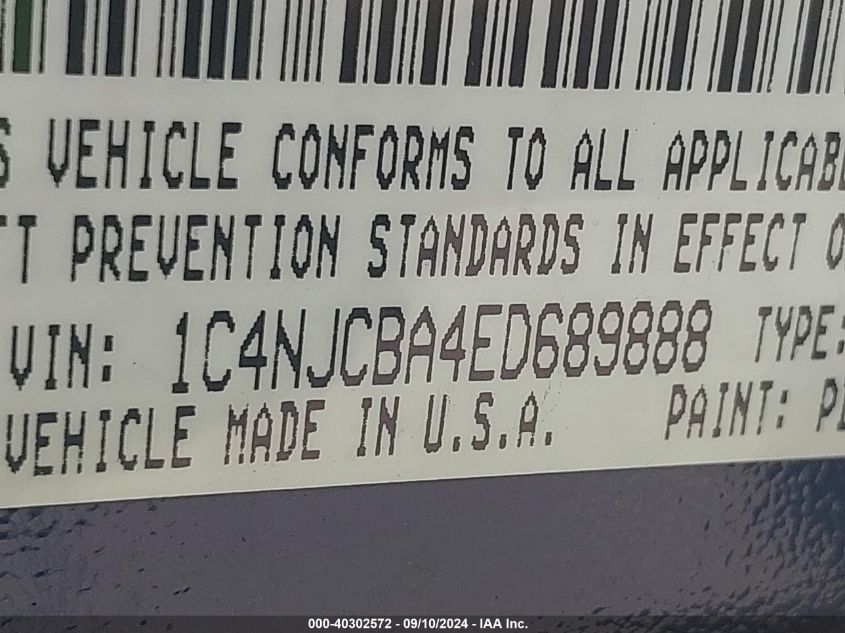 VEHICLE CONFORMS TO ALL APPLICABLE
PREVENTION STANDARDS IN EFFECT O
VIN: 1C4NJCBA4ED689888 TYPE:
VEHICLE MADE IN U.S.A. PAINT:
000-40302572 - 09/10/2024 - IAA Inc.